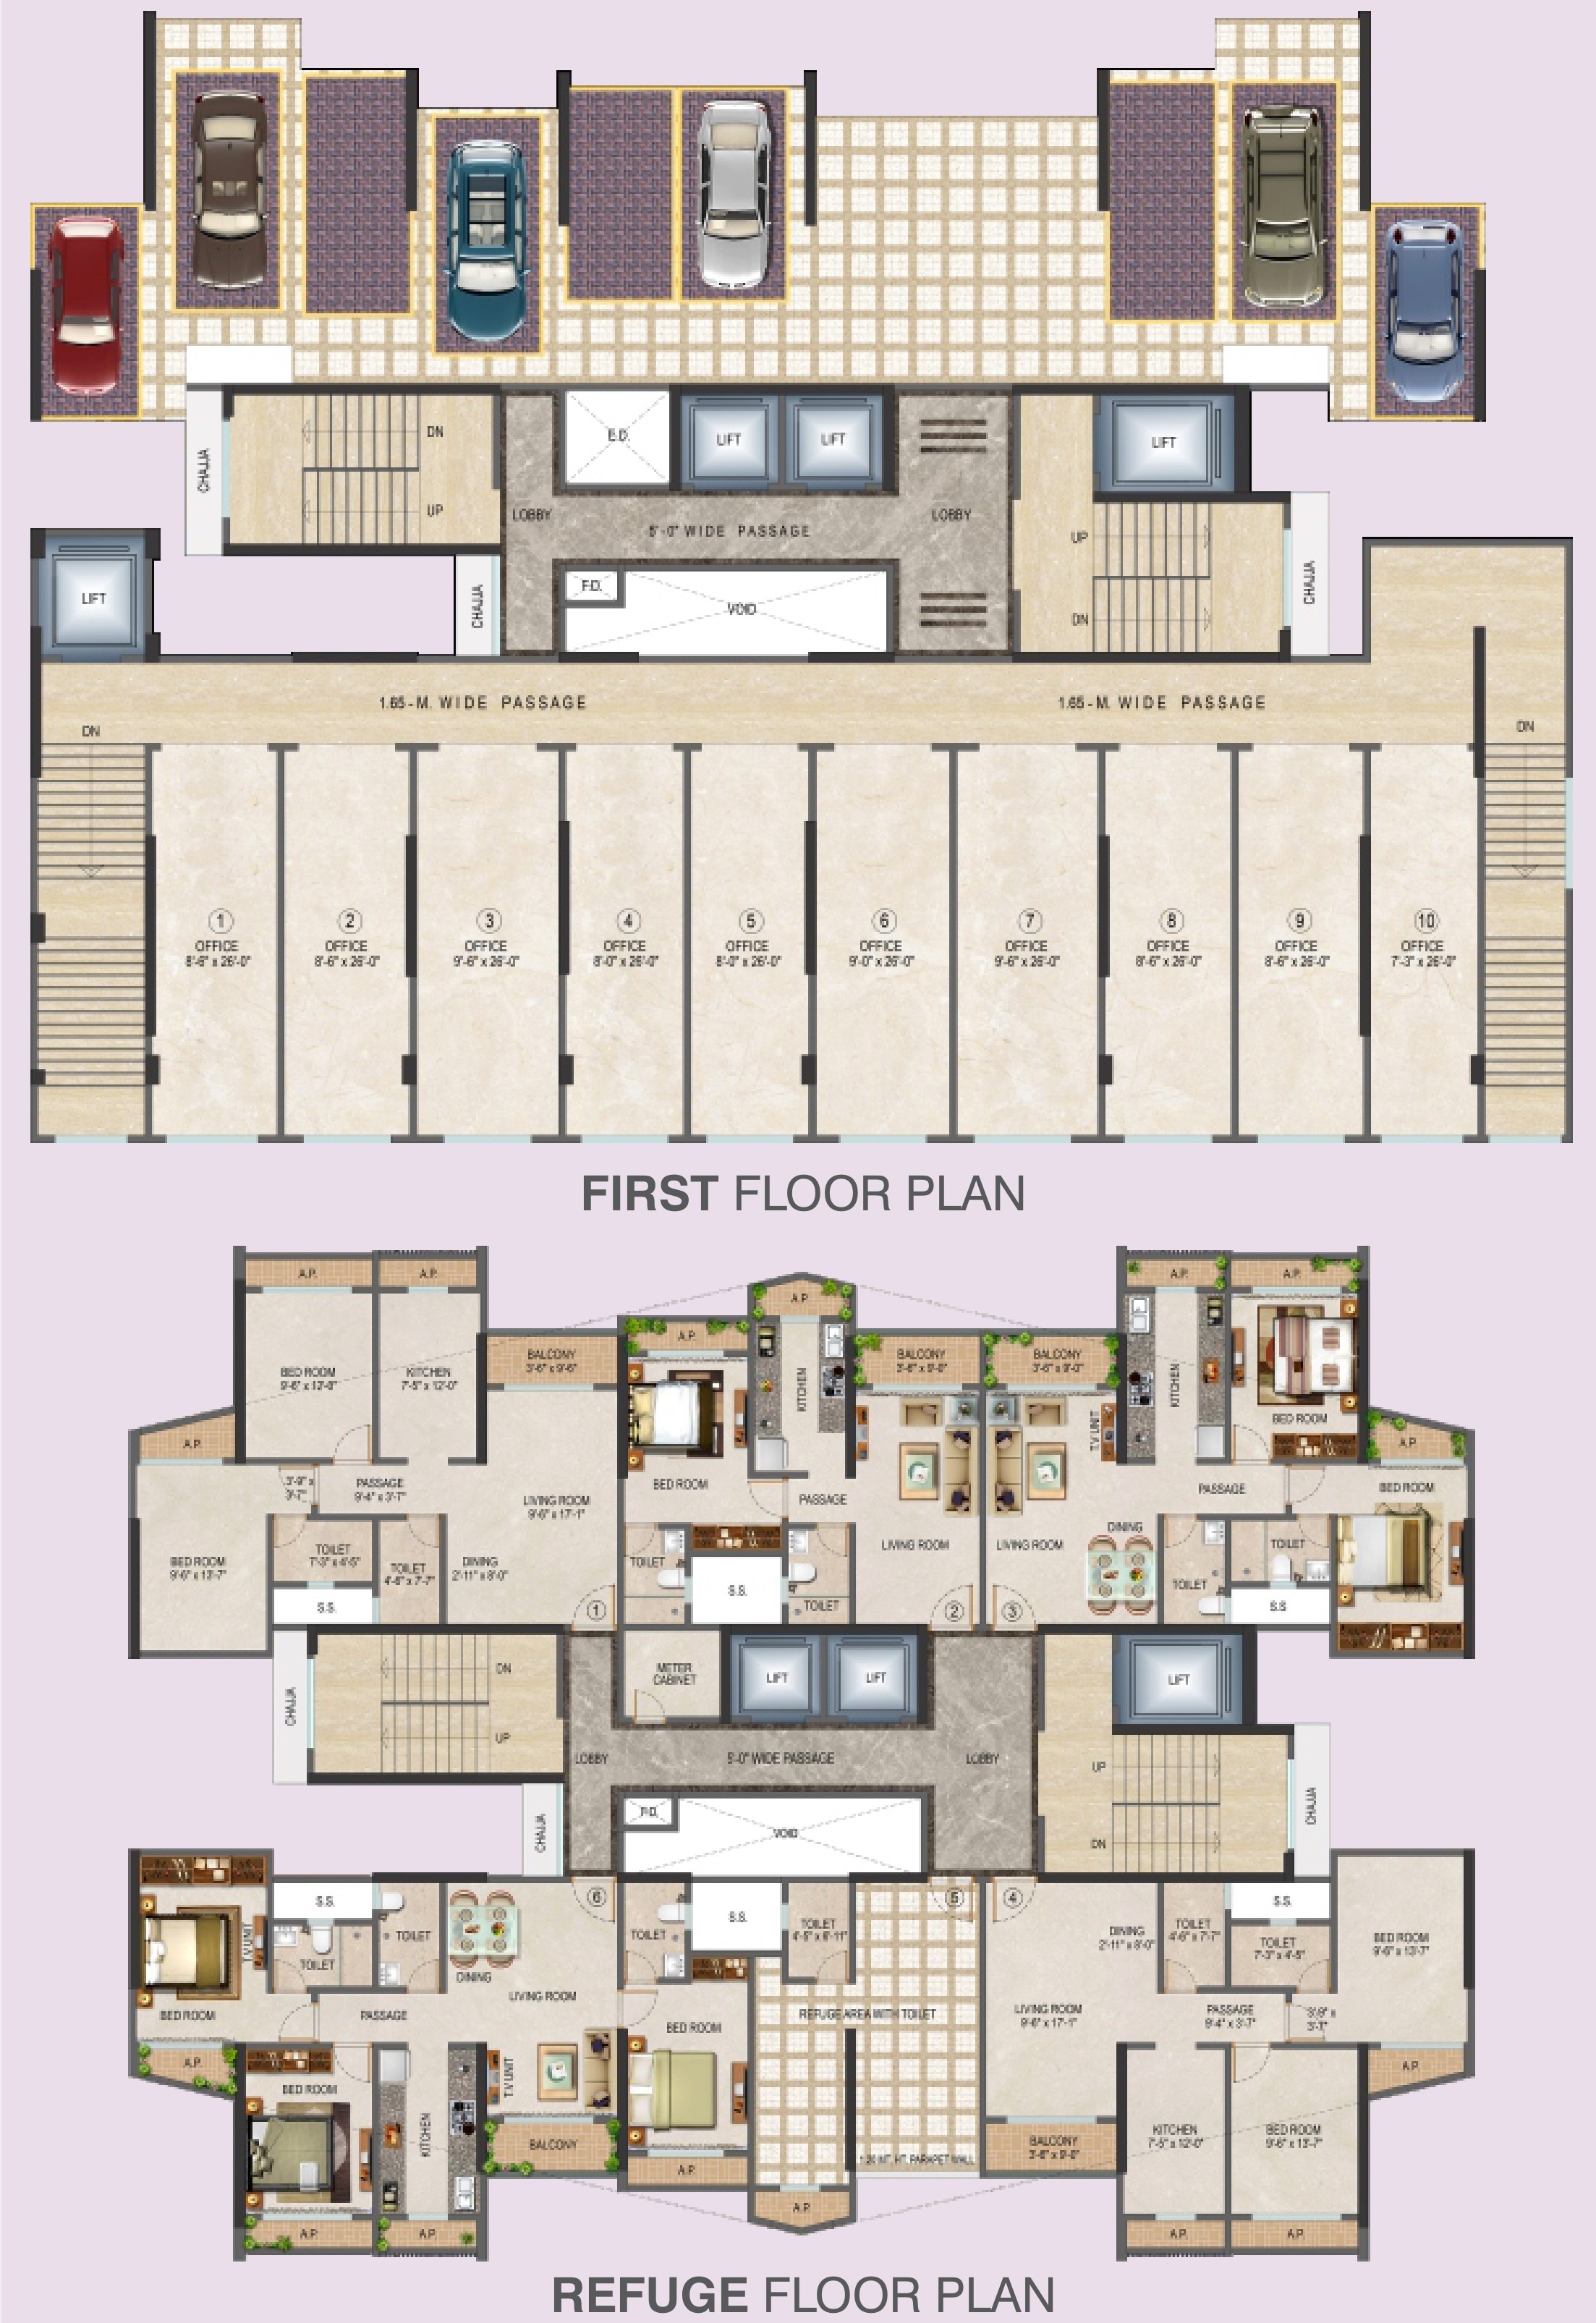 DN
E.D.
LIFT
LIFT
LIFT
CHAJJA
UP
LOBBY
5'-0" WIDE PASSAGE
LOBBY
UP
CHAJJA
LIFT
CHAJJA
F.D.
VOID
DN
1.65-M. WIDE PASSAGE
1.65-M. WIDE PASSAGE
DN
DN
1
OFFICE
8'-6" x 26'-0"
2
OFFICE
8'-6" x 26'-0"
3
OFFICE
9'-6" x 26'-0"
4
OFFICE
8'-0" x 26'-0"
5
OFFICE
8'-0" x 26'-0"
6
OFFICE
9'-0" x 26'-0"
7
OFFICE
9'-6" x 26'-0"
8
OFFICE
8'-6" x 26'-0"
9
OFFICE
8'-6" x 26'-0"
10
OFFICE
7'-3" x 26'-0"
FIRST FLOOR PLAN
A.P.
A.P.
A.P.
A.P.
A.P.
A.P.
BED ROOM
KITCHEN
7'-5" x 12'-0"
BALCONY
3'-6" x 9'-6"
KITCHEN
BALCONY
3'-6" x 9'-0"
BALCONY
3'-6" x 9'-0"
KITCHEN
BED ROOM
A.P.
T.V UNIT
A.P.
3'-9" x
3'-7"
PASSAGE
9'-4" x 3'-7"
LIVING ROOM
9'-6" x 17'-1"
BED ROOM
PASSAGE
PASSAGE
BED ROOM
BED ROOM
9'-6" x 13'-7"
TOILET
7'-3" x 4'-5"
TOILET
4'-6" x 7'-7"
DINING
2'-11" x 8'-0"
TOILET
LIVING ROOM
LIVING ROOM
DINING
TOILET
TOILET
S.S.
S.S.
TOILET
S.S
1
2
3
CHAJJA
DN
METER
CABINET
LIFT
LIFT
LIFT
UP
LOBBY
5'-0" WIDE PASSAGE
LOBBY
UP
CHAJJA
CHAJJA
F.D.
VOID
DN
6
5
4
S.S.
S.S.
S.S.
T.V UNIT
TOILET
TOILET
DINING
TOILET
TOILET
4'-5" x 6'-11"
DINING
2'-11" x 8'-0"
TOILET
4'-6" x 7'-7"
TOILET
7'-3" x 4'-5"
BED ROOM
9'-6" x 13'-7"
BED ROOM
PASSAGE
LIVING ROOM
BED ROOM
REFUGE AREA WITH TOILET
LIVING ROOM
9'-6" x 17'-1"
PASSAGE
9'-4" x 3'-7"
3'-9" x
3'-7"
A.P.
BED ROOM
T.V UNIT
A.P.
KITCHEN
BALCONY
A.P.
1.20 MT. HT. PARAPET WALL
BALCONY
3'-6" x 9'-0"
KITCHEN
7'-5" x 12'-0"
BED ROOM
9'-6" x 13'-7"
A.P.
A.P.
A.P.
A.P.
A.P.
REFUGE FLOOR PLAN